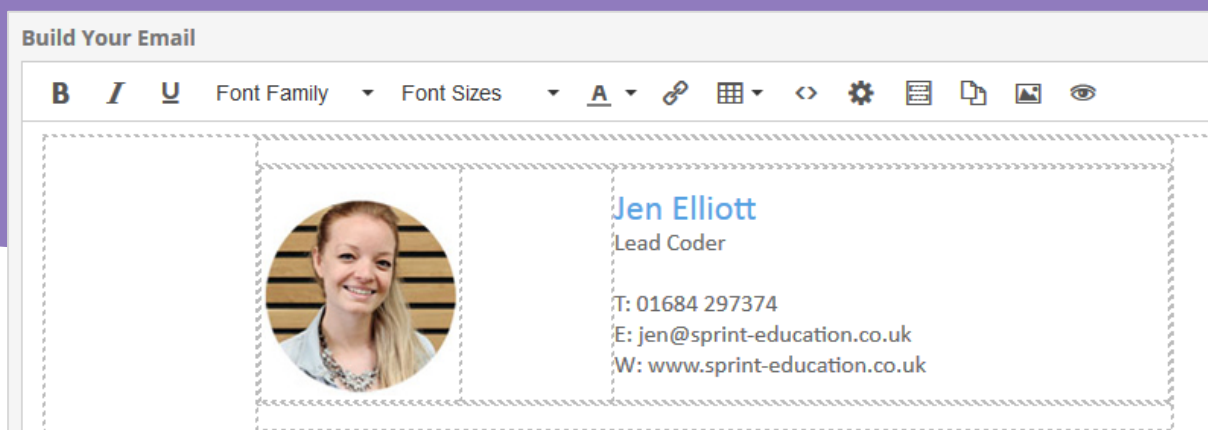 Build Your Email
B I U Font Family Font Sizes A
Jen Elliott
Lead Coder
T: 01684 297374
E: jen@sprint-education.co.uk
W: www.sprint-education.co.uk